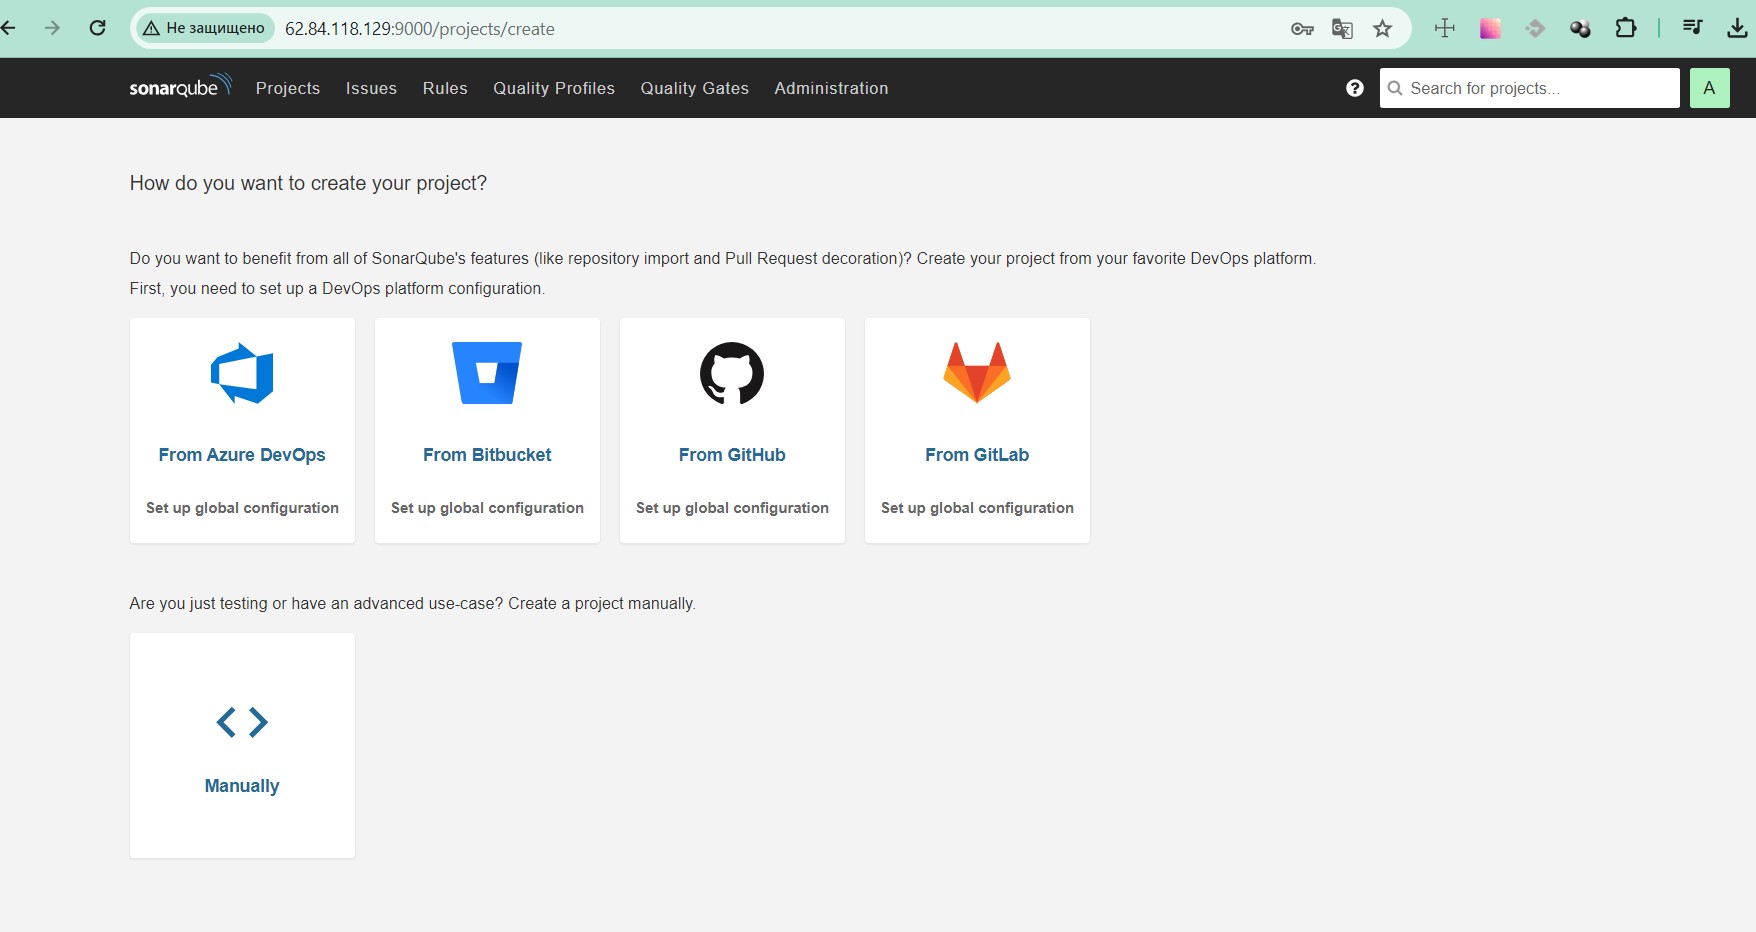 Не защищено 62.84.118.129:9000/projects/create
sonarqube Projects Issues Rules Quality Profiles Quality Gates Administration ? Search for projects... A
How do you want to create your project?
Do you want to benefit from all of SonarQube's features (like repository import and Pull Request decoration)? Create your project from your favorite DevOps platform.
First, you need to set up a DevOps platform configuration.
From Azure DevOps From Bitbucket From GitHub From GitLab
Set up global configuration Set up global configuration Set up global configuration Set up global configuration
Are you just testing or have an advanced use-case? Create a project manually.
Manually